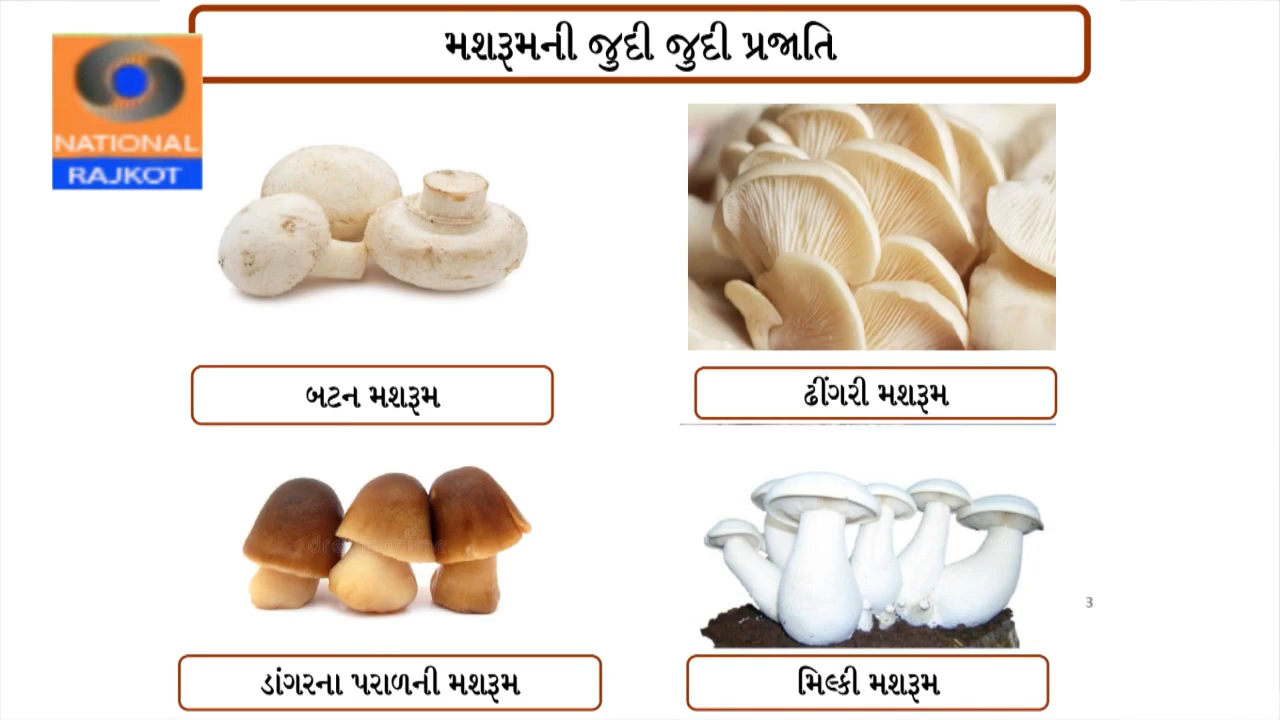 મશરૂમની જુદી જુદી પ્રજાતિ
NATIONAL
RAJKOT
બટન મશરૂમ
ઢીંગરી મશરૂમ
ડાંગરના પરાળની મશરૂમ
મિલ્કી મશરૂમ
3